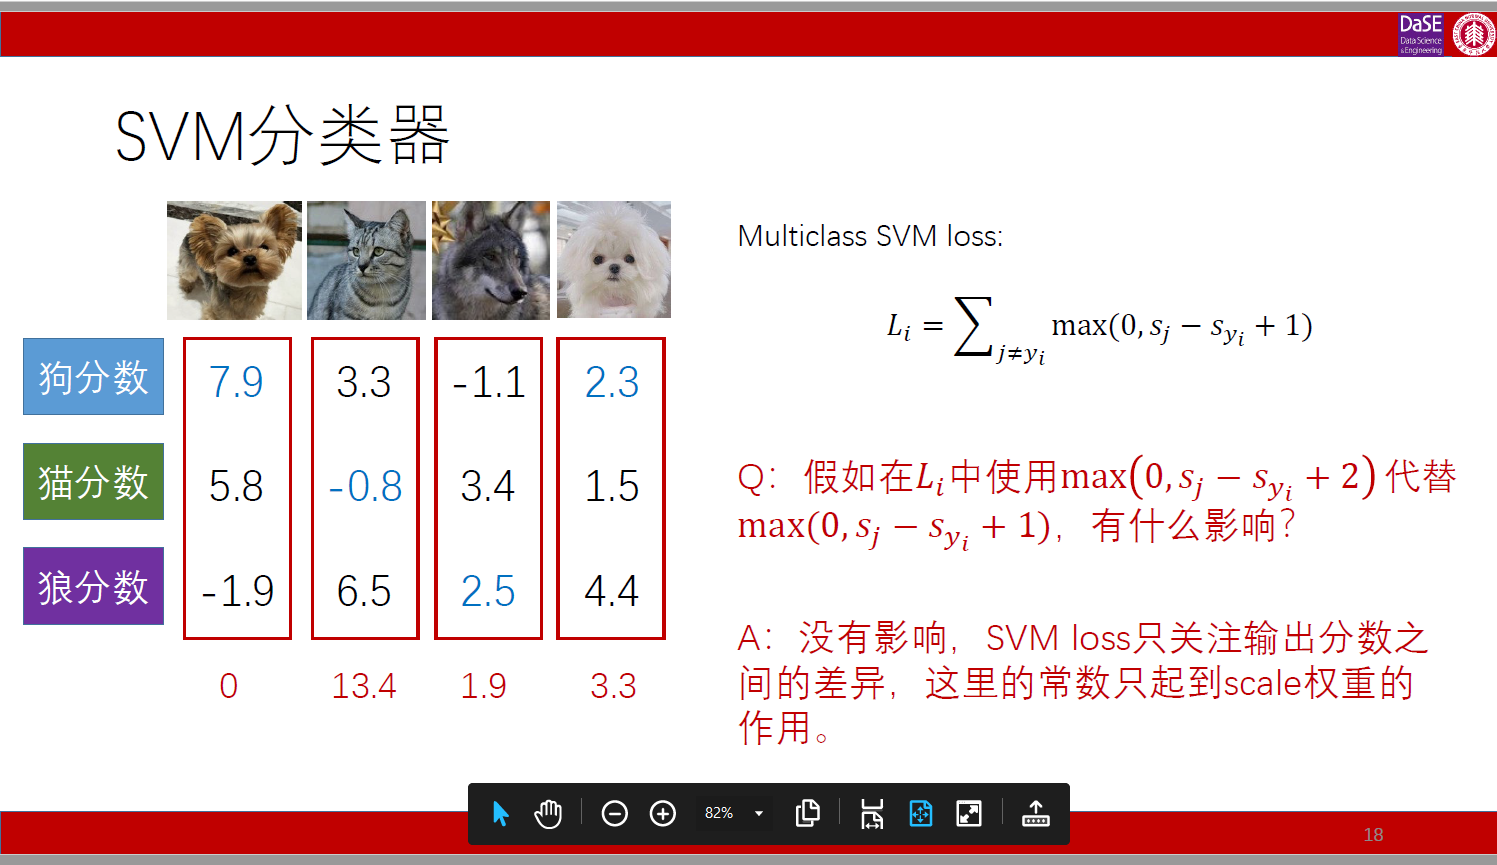 DaSE
Data Science
& Engineering
SVM分类器
Multiclass SVM loss:
L_i = ∑_{j≠y_i} max(0, s_j − s_{y_i} + 1)
狗分数 7.9 3.3 -1.1 2.3
猫分数 5.8 -0.8 3.4 1.5
狼分数 -1.9 6.5 2.5 4.4
0 13.4 1.9 3.3
Q：假如在L_i中使用max(0, s_j − s_{y_i} + 2)代替
max(0, s_j − s_{y_i} + 1)，有什么影响？
A：没有影响，SVM loss只关注输出分数之
间的差异，这里的常数只起到scale权重的
作用。
82%
18